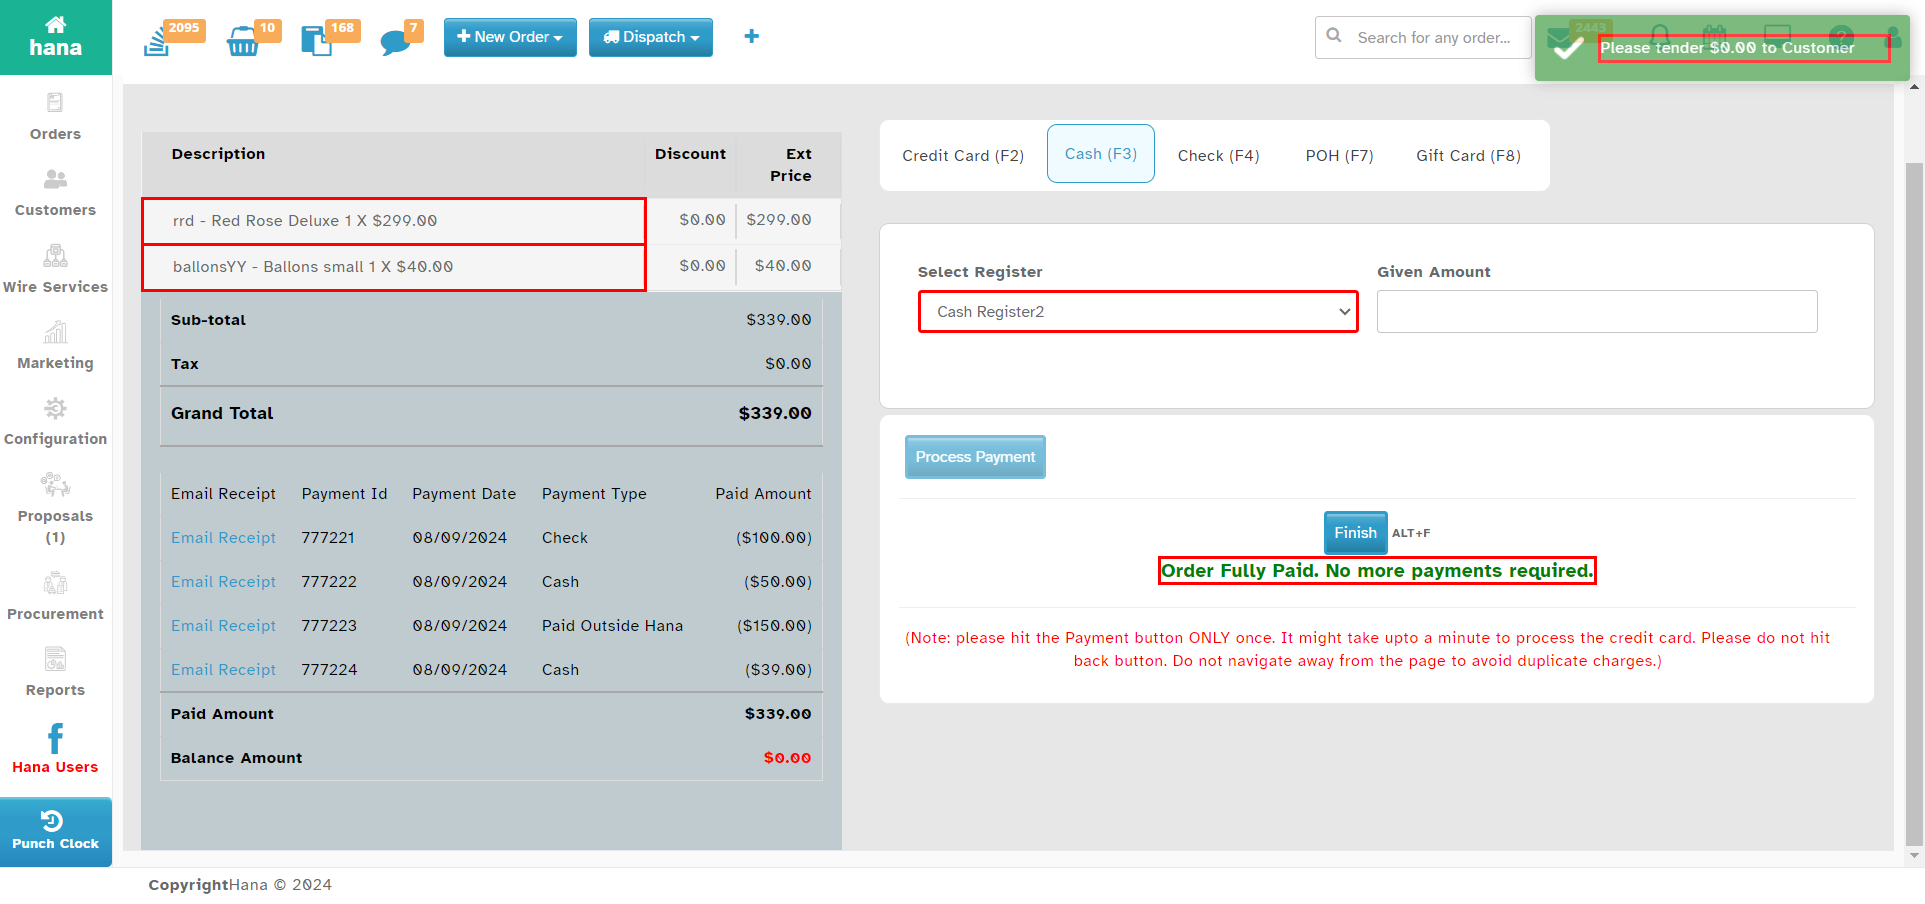 hana
2095
10
168
7
New Order
Dispatch
Search for any order...
2443
Please tender $0.00 to Customer
Orders
Customers
Wire Services
Marketing
Configuration
Proposals
(1)
Procurement
Reports
Hana Users
Punch Clock
Description Discount Ext
Price
rrd - Red Rose Deluxe 1 X $299.00 $0.00 $299.00
ballonsYY - Ballons small 1 X $40.00 $0.00 $40.00
Sub-total $339.00
Tax $0.00
Grand Total $339.00
Email Receipt Payment Id Payment Date Payment Type Paid Amount
Email Receipt 777221 08/09/2024 Check ($100.00)
Email Receipt 777222 08/09/2024 Cash ($50.00)
Email Receipt 777223 08/09/2024 Paid Outside Hana ($150.00)
Email Receipt 777224 08/09/2024 Cash ($39.00)
Paid Amount $339.00
Balance Amount $0.00
Credit Card (F2) Cash (F3) Check (F4) POH (F7) Gift Card (F8)
Select Register Given Amount
Cash Register2
Process Payment
Finish ALT+F
Order Fully Paid. No more payments required.
(Note: please hit the Payment button ONLY once. It might take upto a minute to process the credit card. Please do not hit
back button. Do not navigate away from the page to avoid duplicate charges.)
CopyrightHana © 2024